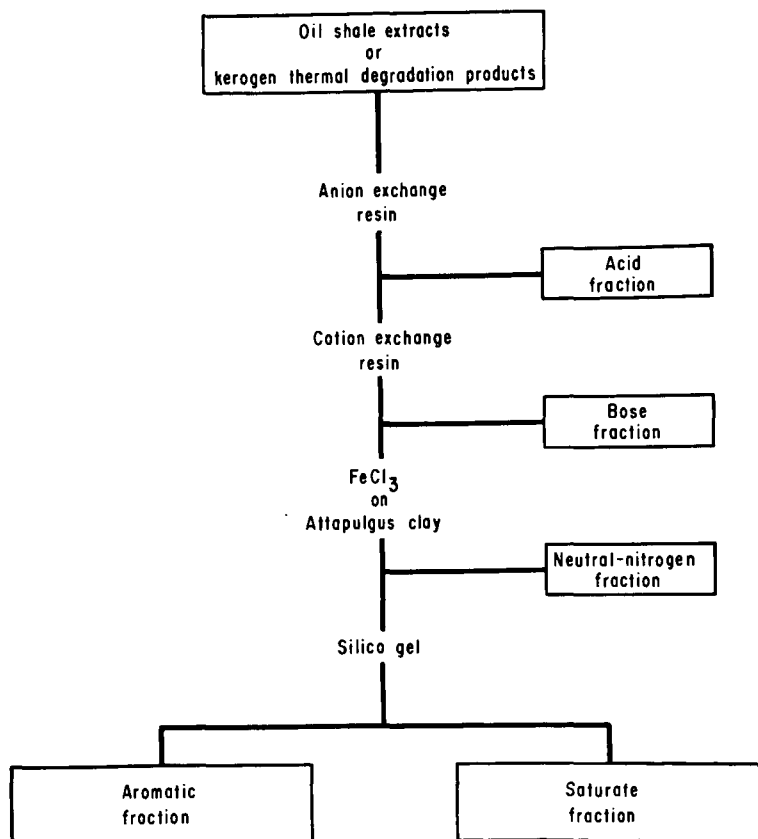 Oil shale extracts
or
kerogen thermal degradation products
Anion exchange
resin
Acid
fraction
Cation exchange
resin
Base
fraction
FeCl3
on
Attapulgus clay
Neutral-nitrogen
fraction
Silica gel
Aromatic
fraction
Saturate
fraction